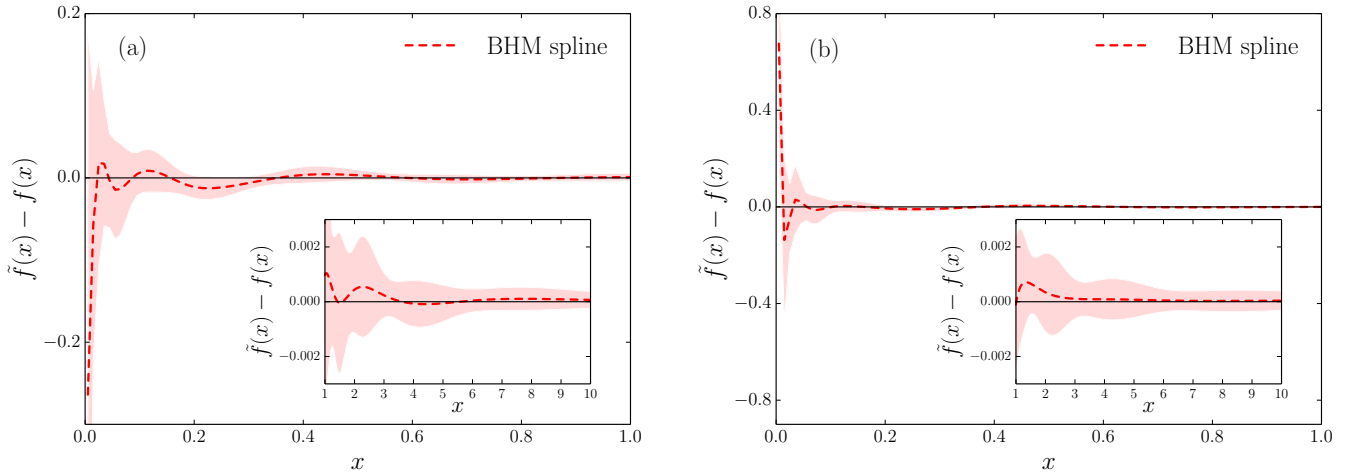 0.2
(a)
BHM spline
0.0
−0.2
f̃(x) − f(x)
0.002
0.000
−0.002
f̃(x) − f(x)
1 2 3 4 5 6 7 8 9 10
x
0.0 0.2 0.4 0.6 0.8 1.0
x
0.8
(b)
BHM spline
0.4
0.0
−0.4
−0.8
f̃(x) − f(x)
0.002
0.000
−0.002
f̃(x) − f(x)
1 2 3 4 5 6 7 8 9 10
x
0.0 0.2 0.4 0.6 0.8 1.0
x